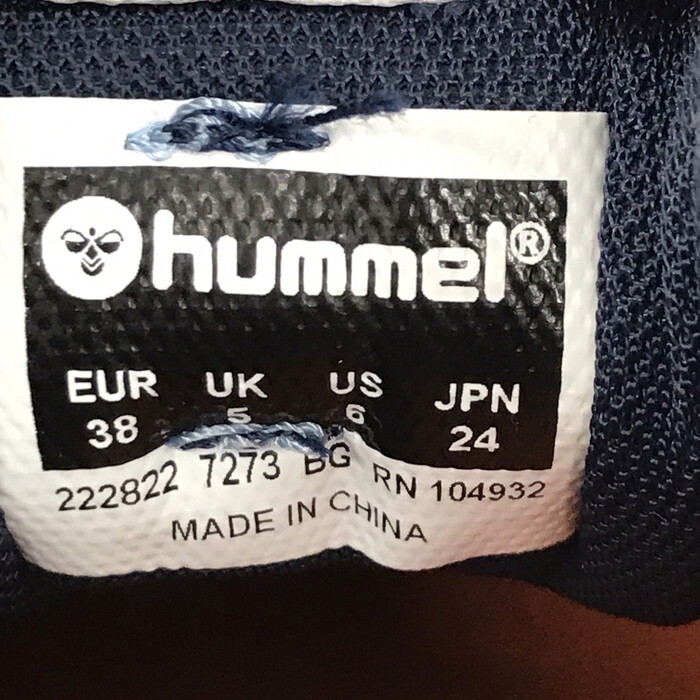 hummel®
EUR UK US JPN
38 5 6 24
222822 7273 BG RN 104932
MADE IN CHINA